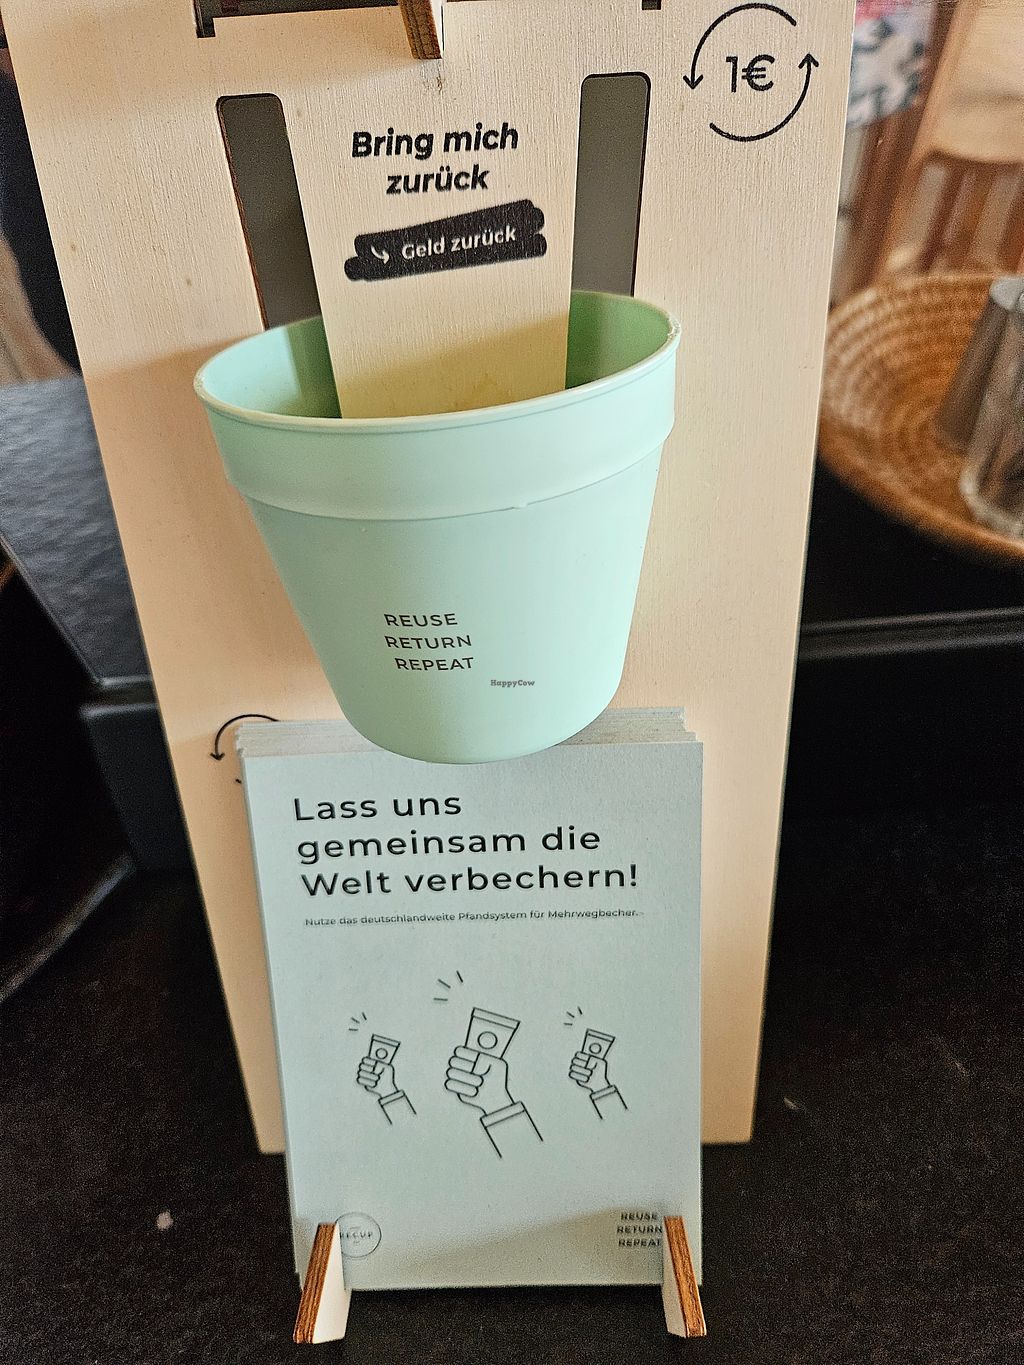 1€
Bring mich
zurück
Geld zurück
REUSE
RETURN
REPEAT
HappyCow
Lass uns
gemeinsam die
Welt verbechern!
Nutze das deutschlandweite Pfandsystem für Mehrwegbecher.
RECUP
REUSE
RETURN
REPEAT